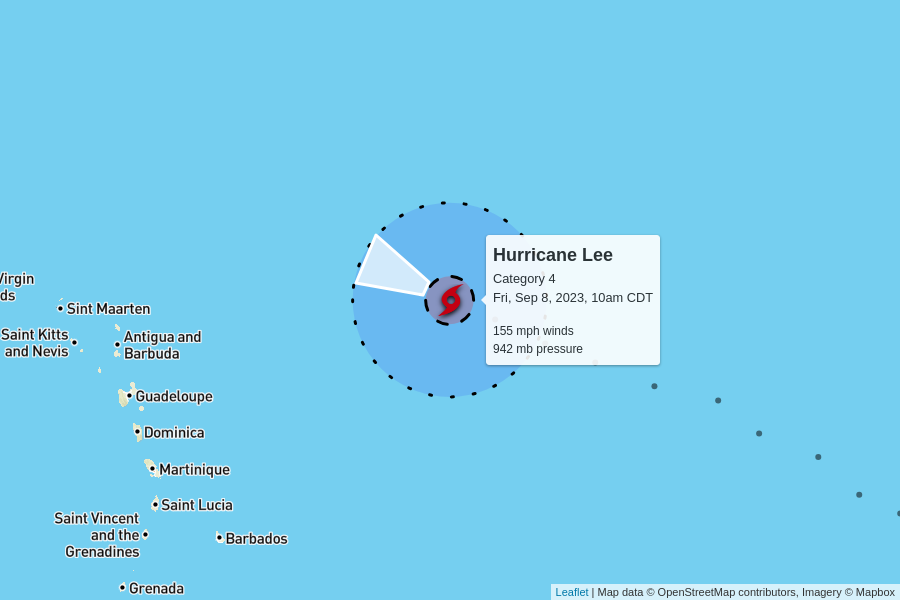 Hurricane Lee
Category 4
Fri, Sep 8, 2023, 10am CDT
155 mph winds
942 mb pressure
Virgin
ds
Sint Maarten
Saint Kitts
and Nevis
Antigua and
Barbuda
Guadeloupe
Dominica
Martinique
Saint Lucia
Saint Vincent
and the
Grenadines
Barbados
Grenada
Leaflet | Map data © OpenStreetMap contributors, Imagery © Mapbox